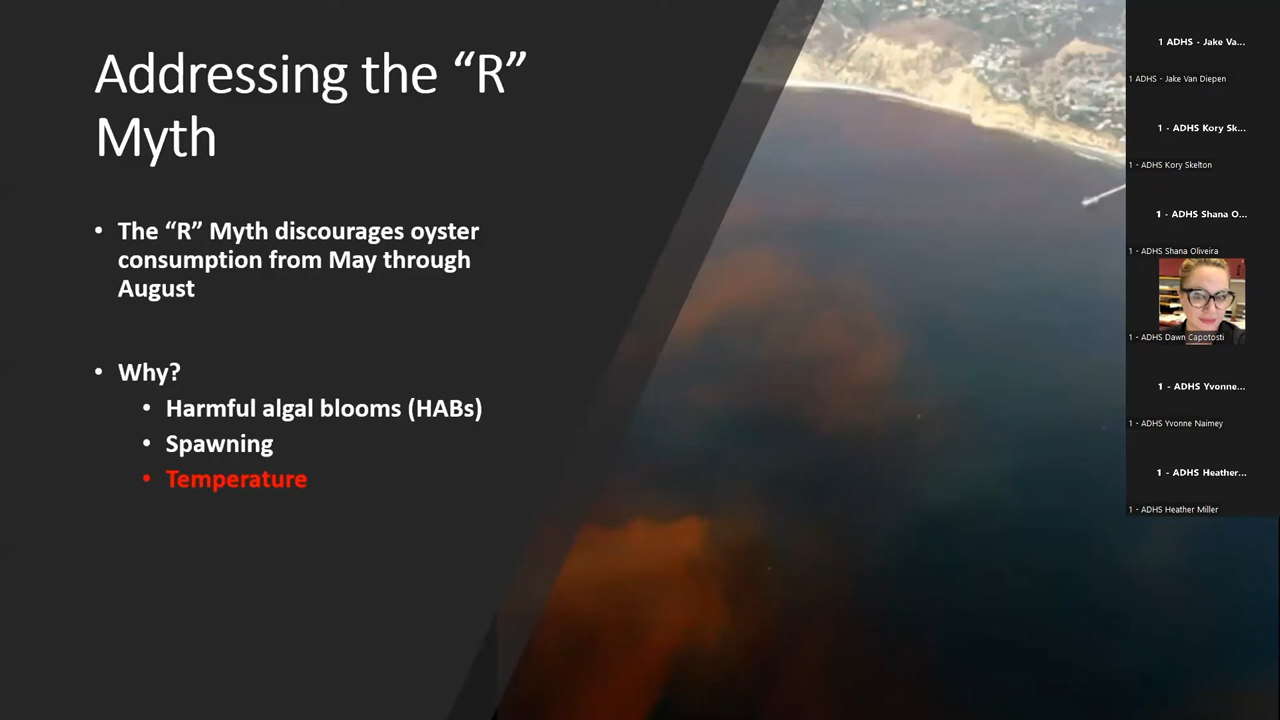 Addressing the “R”
Myth
• The “R” Myth discourages oyster
consumption from May through
August
• Why?
• Harmful algal blooms (HABs)
• Spawning
• Temperature
1 ADHS - Jake Va...
1 ADHS - Jake Van Diepen
1 - ADHS Kory Sk...
1 - ADHS Kory Skelton
1 - ADHS Shana O...
1 - ADHS Shana Oliveira
1 - ADHS Dawn Capotosti
1 - ADHS Yvonne...
1 - ADHS Yvonne Naimey
1 - ADHS Heather...
1 - ADHS Heather Miller